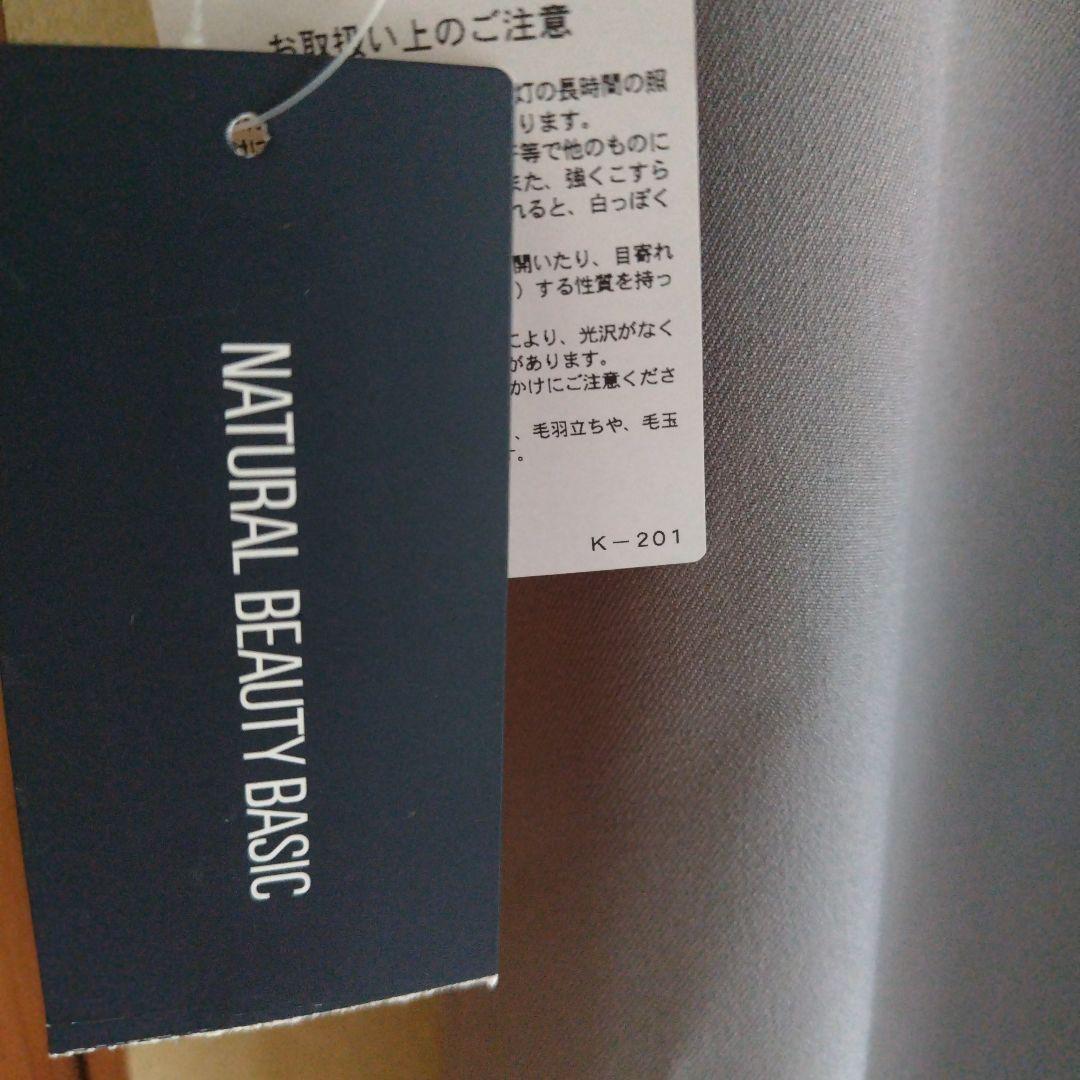 お取扱い上のご注意
灯の長時間の照
ります。
等で他のものに
また、強くこすら
れると、白っぽく
開いたり、目寄れ
）する性質を持っ
により、光沢がなく
があります。
かけにご注意くださ
、毛羽立ちや、毛玉
す。
K－201
NATURAL BEAUTY BASIC